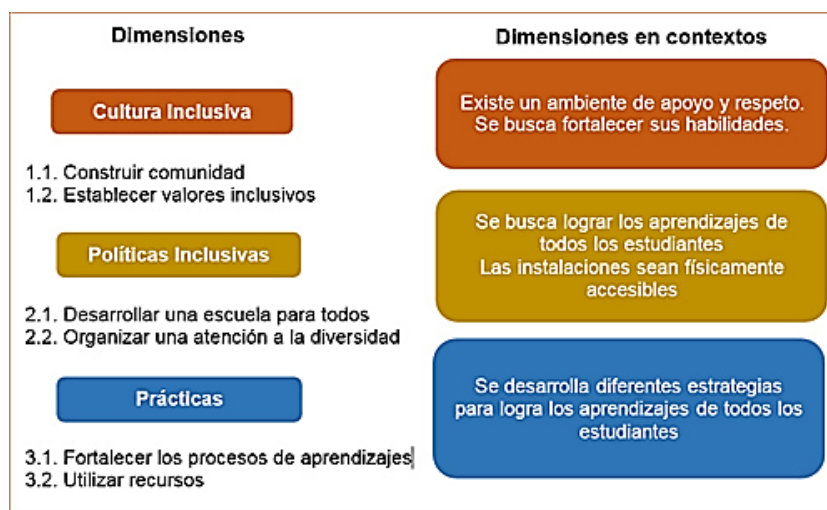 Dimensiones
Cultura Inclusiva
1.1. Construir comunidad
1.2. Establecer valores inclusivos
Políticas Inclusivas
2.1. Desarrollar una escuela para todos
2.2. Organizar una atención a la diversidad
Prácticas
3.1. Fortalecer los procesos de aprendizajes
3.2. Utilizar recursos
Dimensiones en contextos
Existe un ambiente de apoyo y respeto.
Se busca fortalecer sus habilidades.
Se busca lograr los aprendizajes de
todos los estudiantes
Las instalaciones sean físicamente
accesibles
Se desarrolla diferentes estrategias
para logra los aprendizajes de todos los
estudiantes